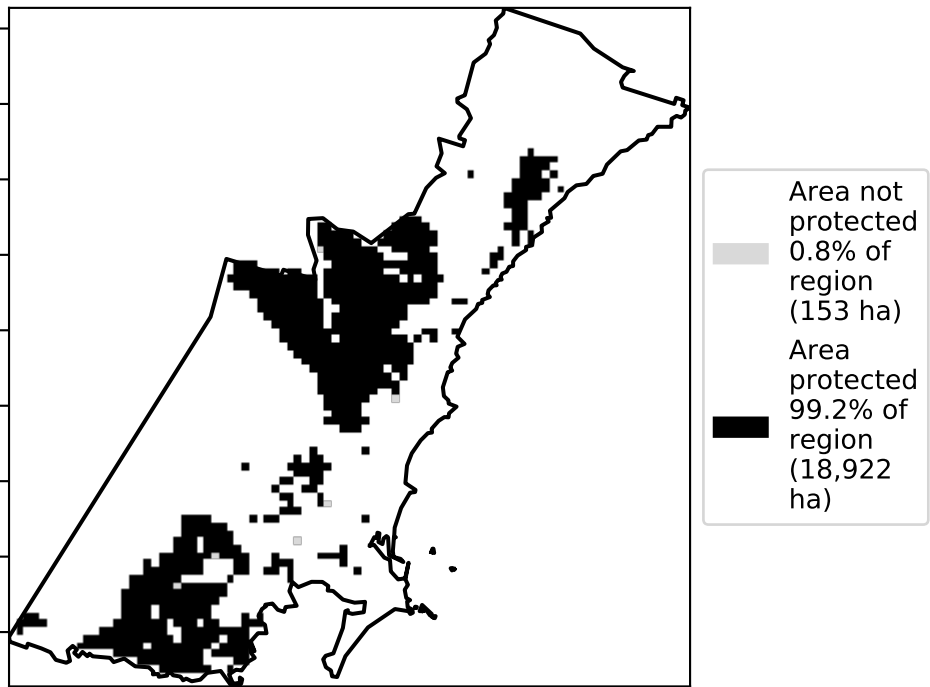 Area not
protected
0.8% of
region
(153 ha)
Area
protected
99.2% of
region
(18,922
ha)